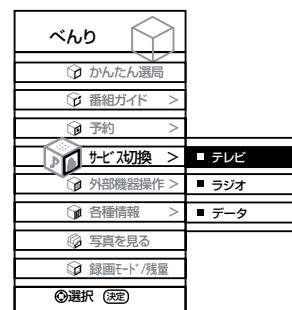 べんり
かんたん選局
番組ガイド >
予約 >
サービス切換 >
テレビ
ラジオ
データ
外部機器操作 >
各種情報 >
写真を見る
録画モード/残量
選択 決定